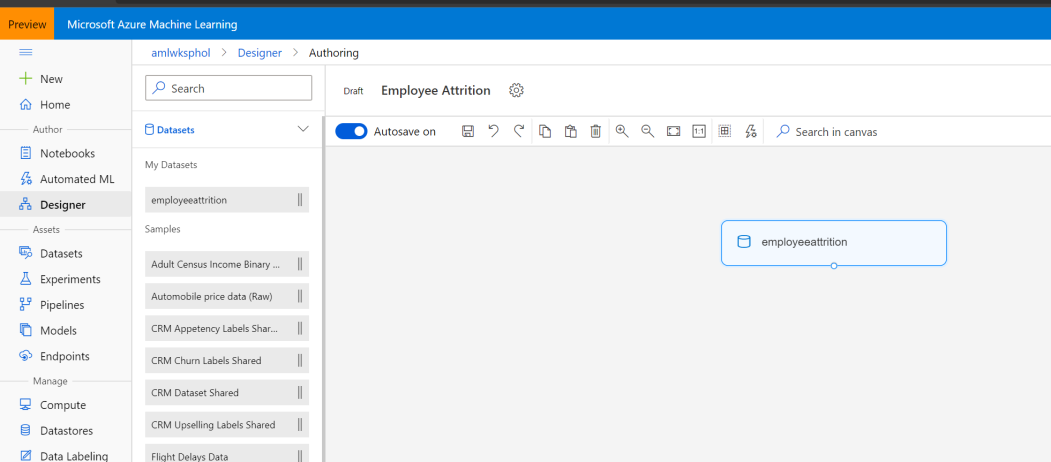 Preview
Microsoft Azure Machine Learning
amlwksphol > Designer > Authoring
New
Home
Author
Notebooks
Automated ML
Designer
Assets
Datasets
Experiments
Pipelines
Models
Endpoints
Manage
Compute
Datastores
Data Labeling
Search
Datasets
My Datasets
employeeattrition
Samples
Adult Census Income Binary ...
Automobile price data (Raw)
CRM Appetency Labels Shar...
CRM Churn Labels Shared
CRM Dataset Shared
CRM Upselling Labels Shared
Flight Delays Data
Draft Employee Attrition
Autosave on
1:1
Search in canvas
employeeattrition